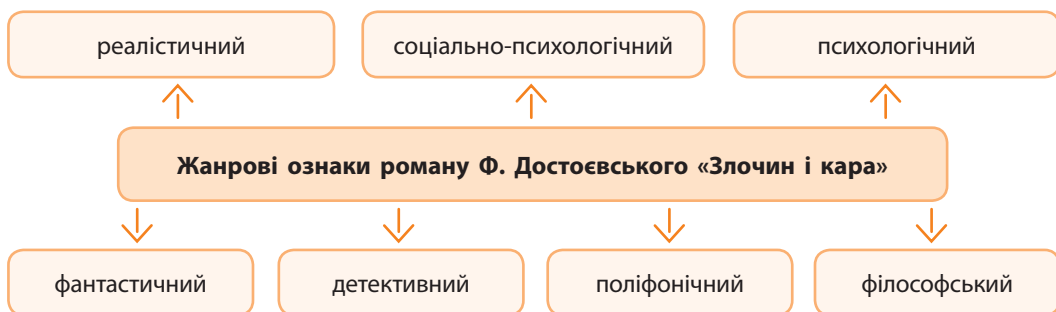 реалістичний
соціально-психологічний
психологічний
Жанрові ознаки роману Ф. Достоєвського «Злочин і кара»
фантастичний
детективний
поліфонічний
філософський